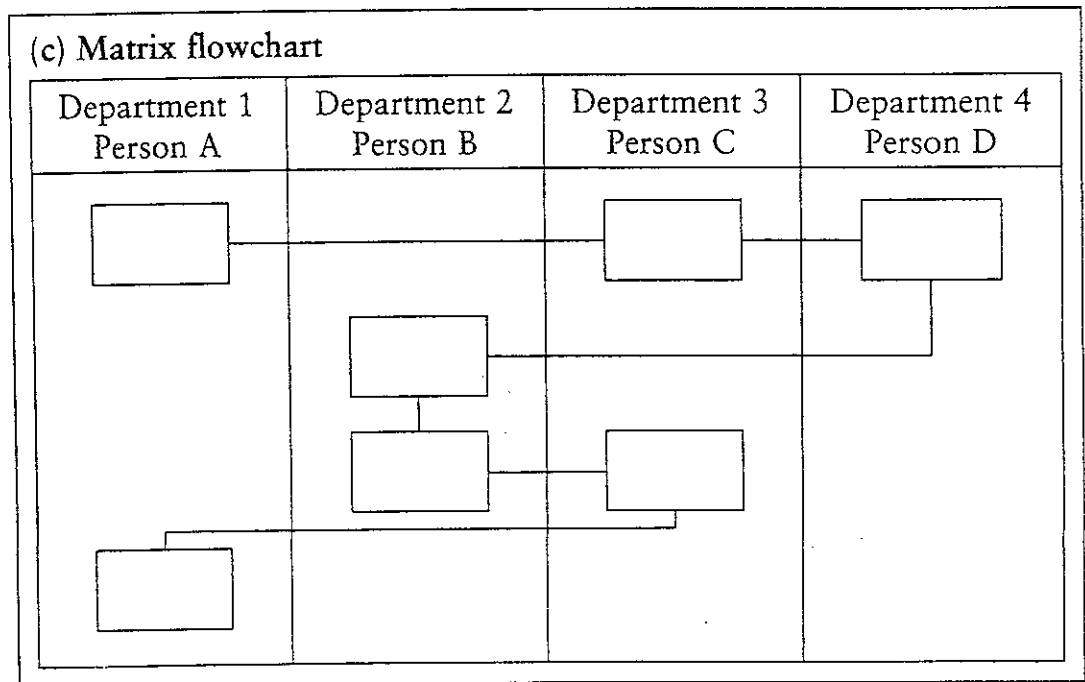 (c) Matrix flowchart
Department 1
Person A
Department 2
Person B
Department 3
Person C
Department 4
Person D